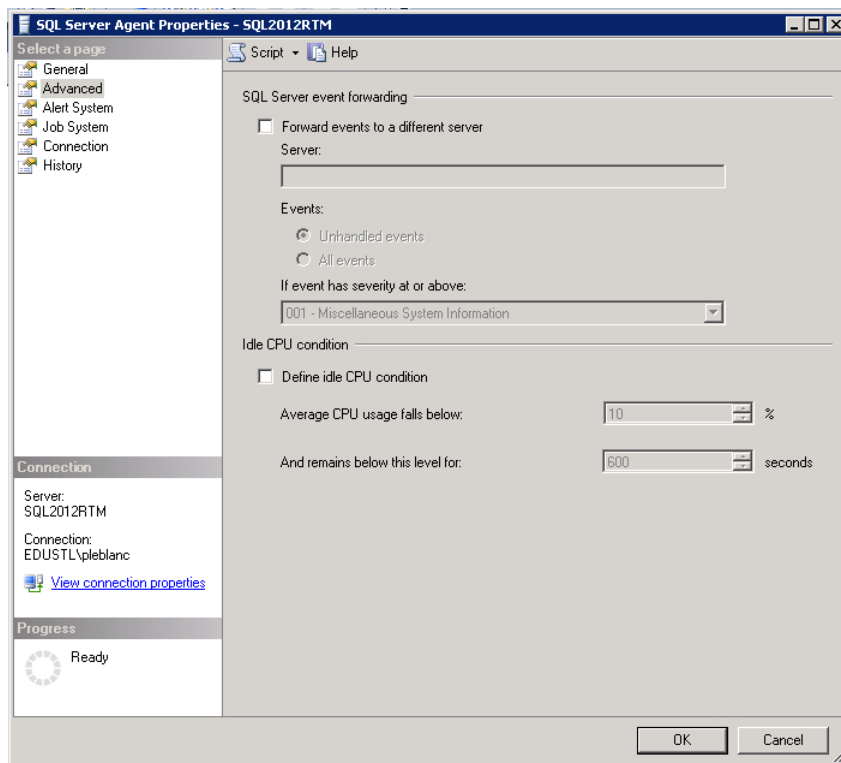 SQL Server Agent Properties - SQL2012RTM
Select a page
General
Advanced
Alert System
Job System
Connection
History
Script Help
SQL Server event forwarding
Forward events to a different server
Server:
Events:
Unhandled events
All events
If event has severity at or above:
001 - Miscellaneous System Information
Idle CPU condition
Define idle CPU condition
Average CPU usage falls below: 10 %
And remains below this level for: 600 seconds
Connection
Server:
SQL2012RTM
Connection:
EDUSTL\pleblanc
View connection properties
Progress
Ready
OK Cancel